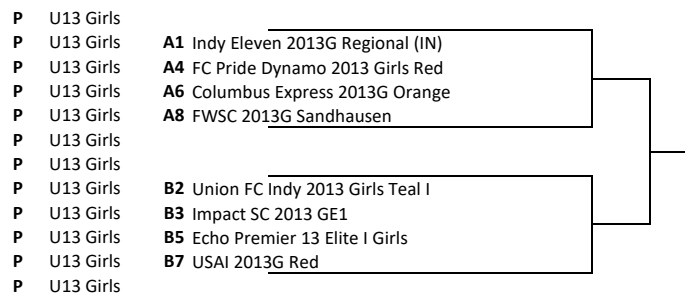 P U13 Girls
P U13 Girls A1 Indy Eleven 2013G Regional (IN)
P U13 Girls A4 FC Pride Dynamo 2013 Girls Red
P U13 Girls A6 Columbus Express 2013G Orange
P U13 Girls A8 FWSC 2013G Sandhausen
P U13 Girls
P U13 Girls
P U13 Girls B2 Union FC Indy 2013 Girls Teal I
P U13 Girls B3 Impact SC 2013 GE1
P U13 Girls B5 Echo Premier 13 Elite I Girls
P U13 Girls B7 USAI 2013G Red
P U13 Girls